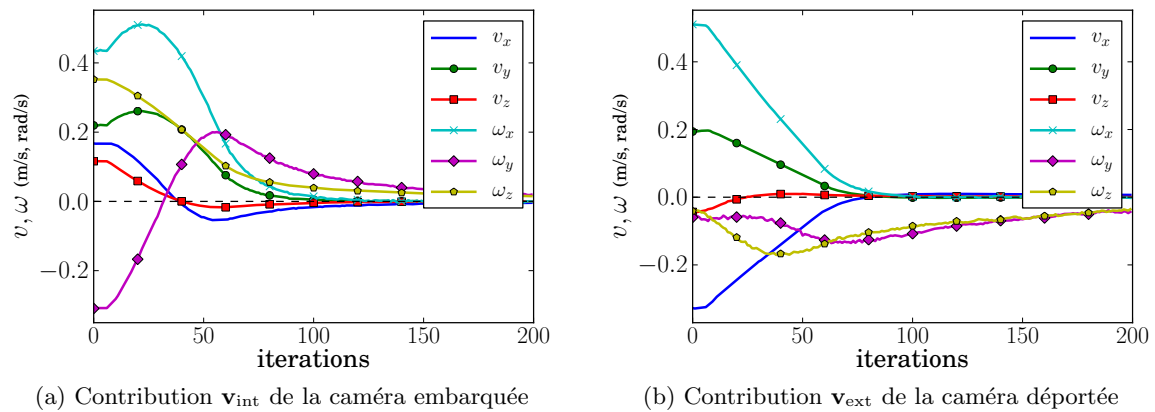 0.4
0.2
0.0
−0.2
v, ω (m/s, rad/s)
0 50 100 150 200
iterations
v_x
v_y
v_z
ω_x
ω_y
ω_z
(a) Contribution v_int de la caméra embarquée
0.4
0.2
0.0
−0.2
v, ω (m/s, rad/s)
0 50 100 150 200
iterations
v_x
v_y
v_z
ω_x
ω_y
ω_z
(b) Contribution v_ext de la caméra déportée